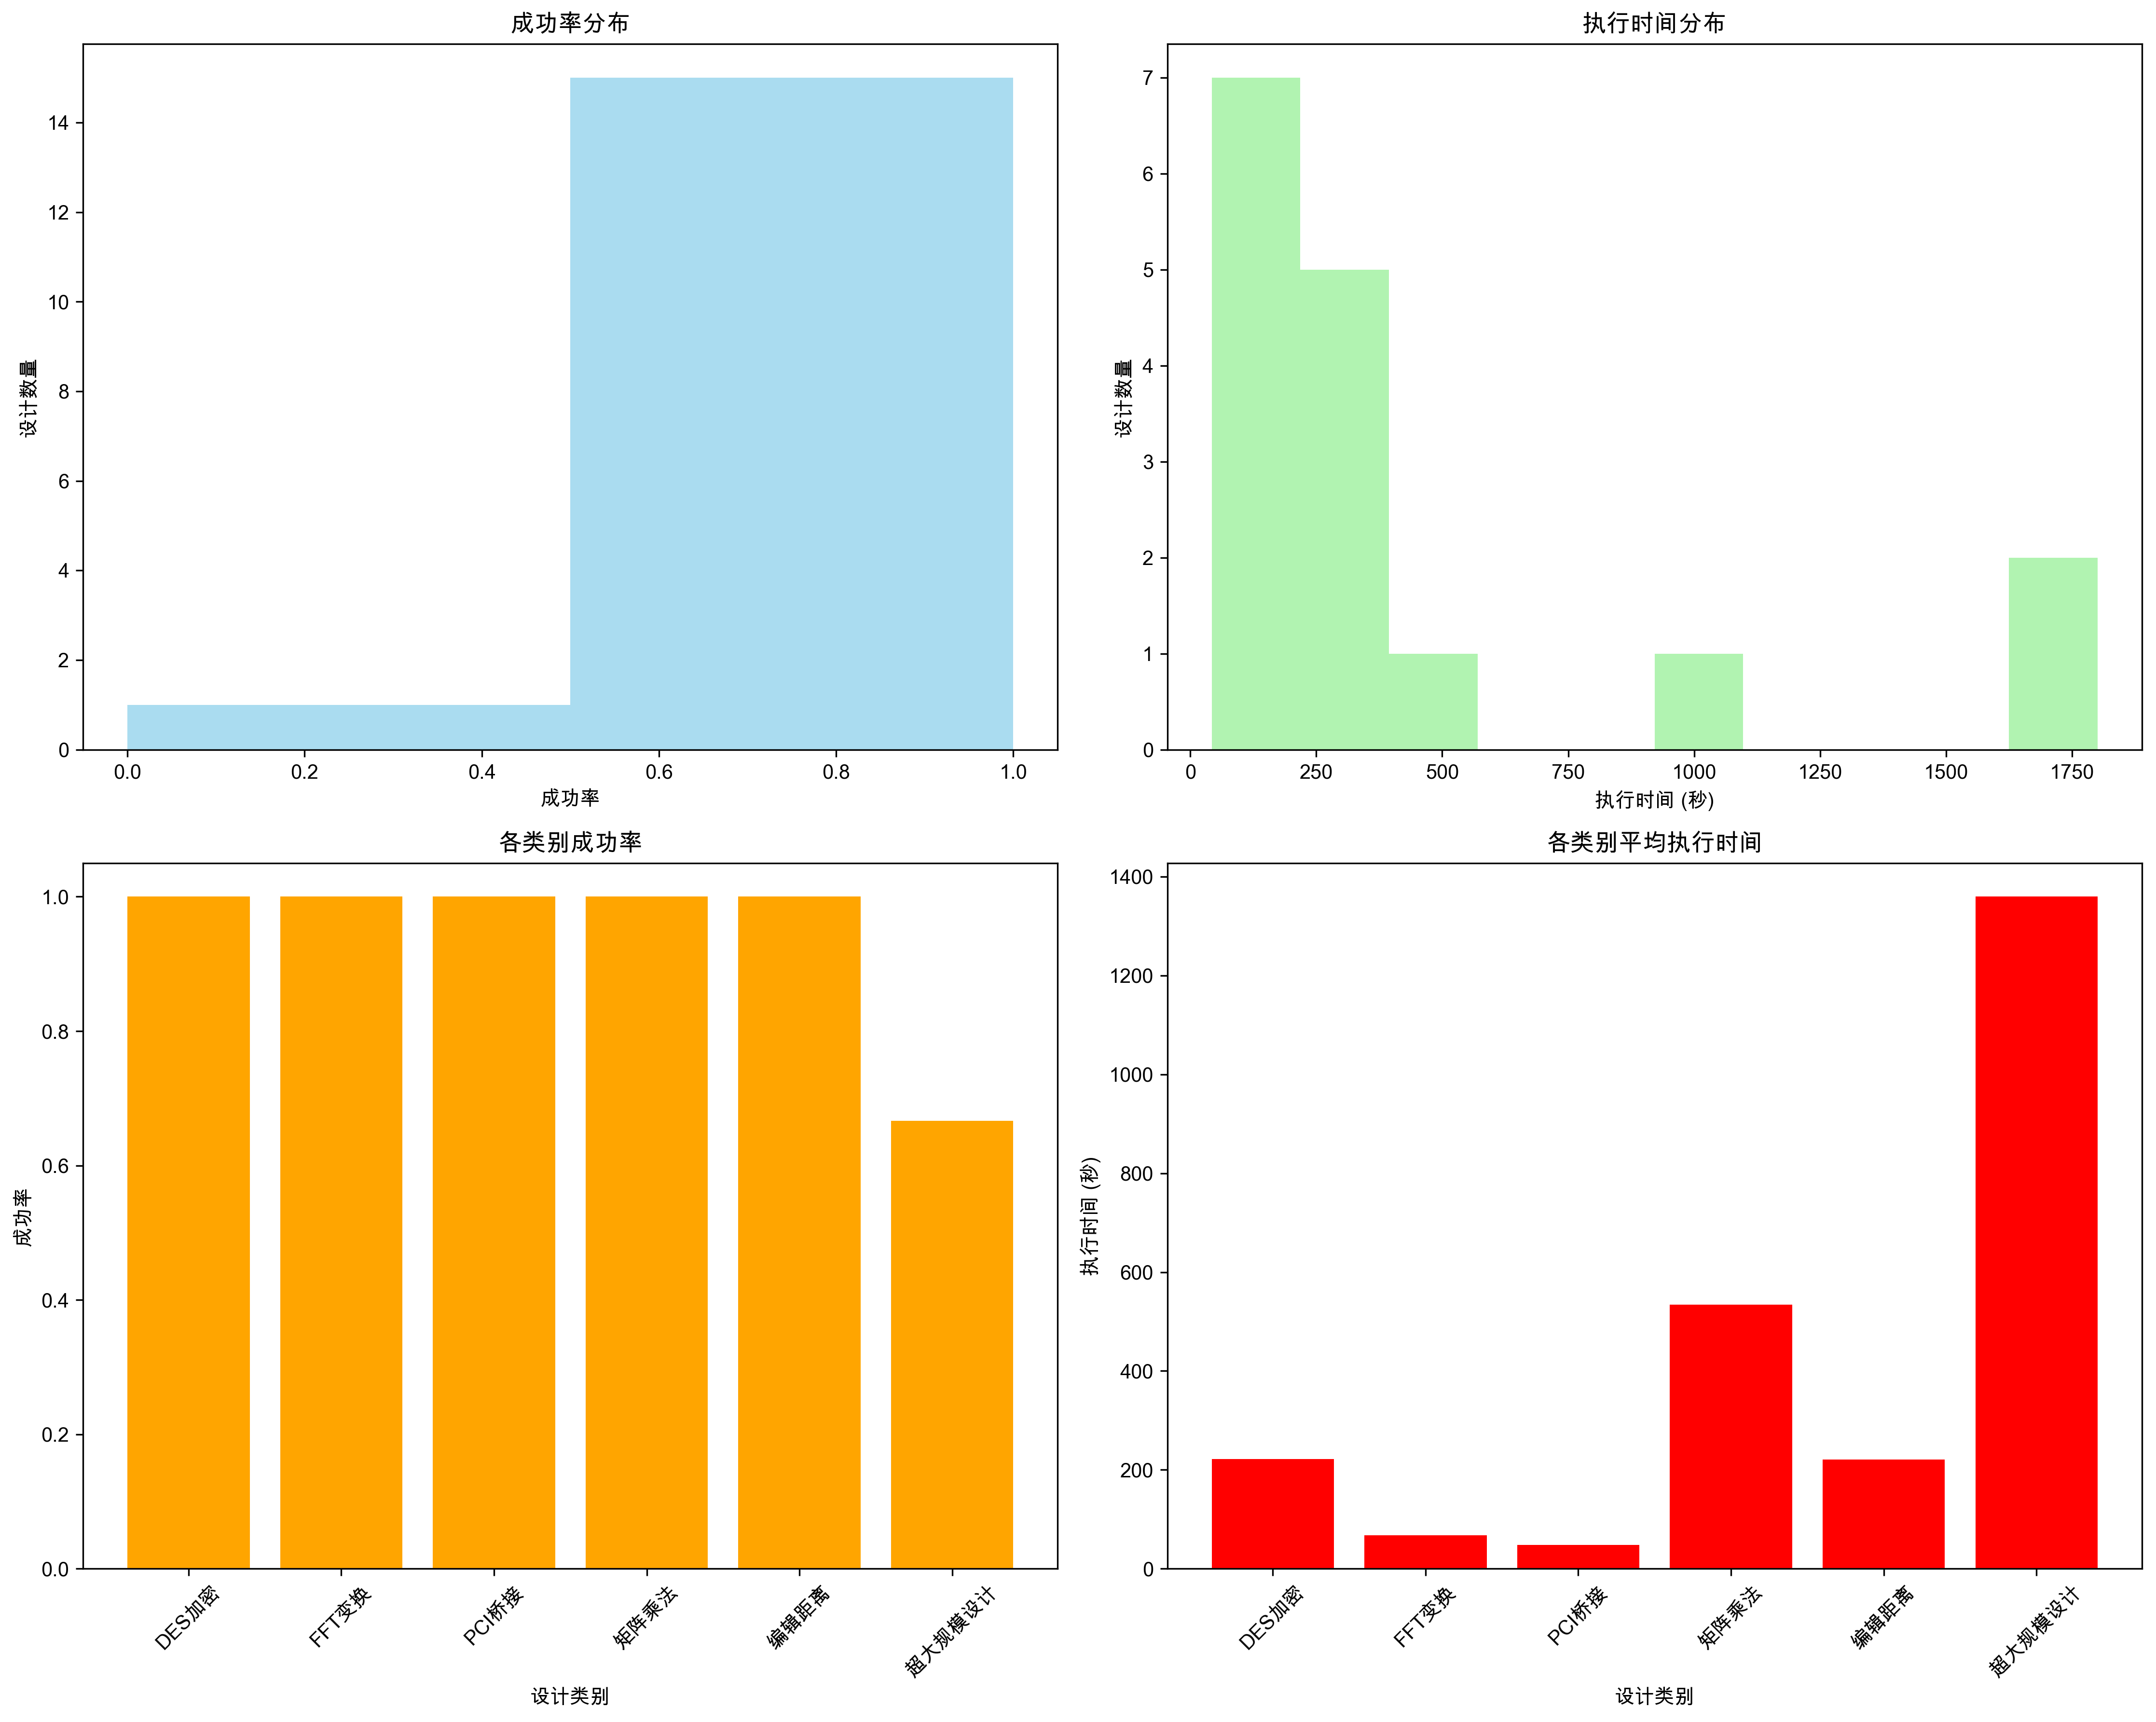 成功率分布
设计数量
14
12
10
8
6
4
2
0
0.0 0.2 0.4 0.6 0.8 1.0
成功率
执行时间分布
设计数量
7
6
5
4
3
2
1
0
0 250 500 750 1000 1250 1500 1750
执行时间 (秒)
各类别成功率
成功率
1.0
0.8
0.6
0.4
0.2
0.0
DES加密 FFT变换 PCI桥接 矩阵乘法 编辑距离 超大规模设计
设计类别
各类别平均执行时间
执行时间 (秒)
1400
1200
1000
800
600
400
200
0
DES加密 FFT变换 PCI桥接 矩阵乘法 编辑距离 超大规模设计
设计类别